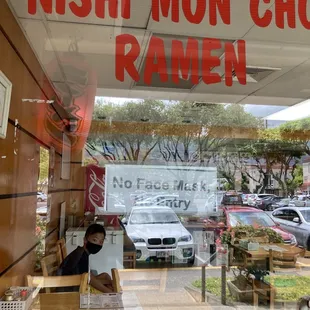 NISHI MON CHO
RAMEN
No Face Mask,
No Entry